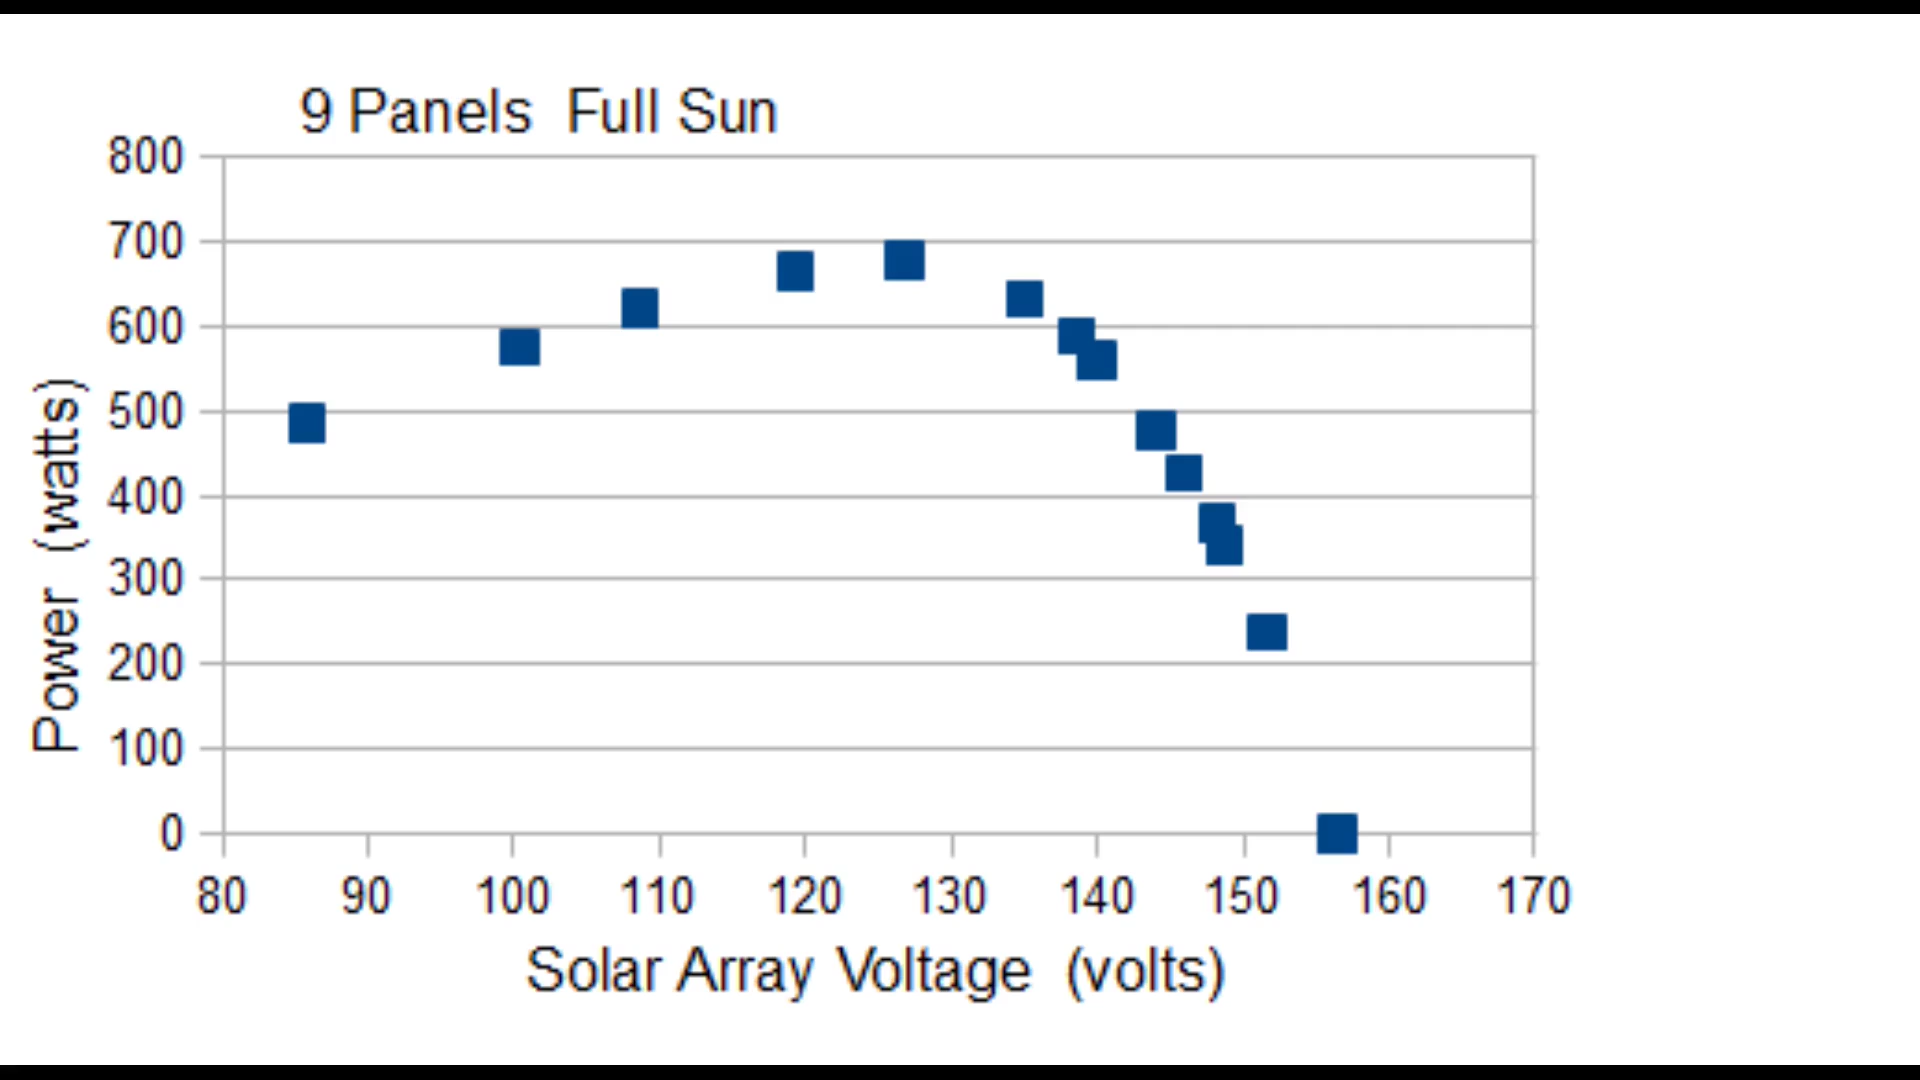 9 Panels Full Sun
800
700
600
500
400
300
200
100
0
Power (watts)
80 90 100 110 120 130 140 150 160 170
Solar Array Voltage (volts)